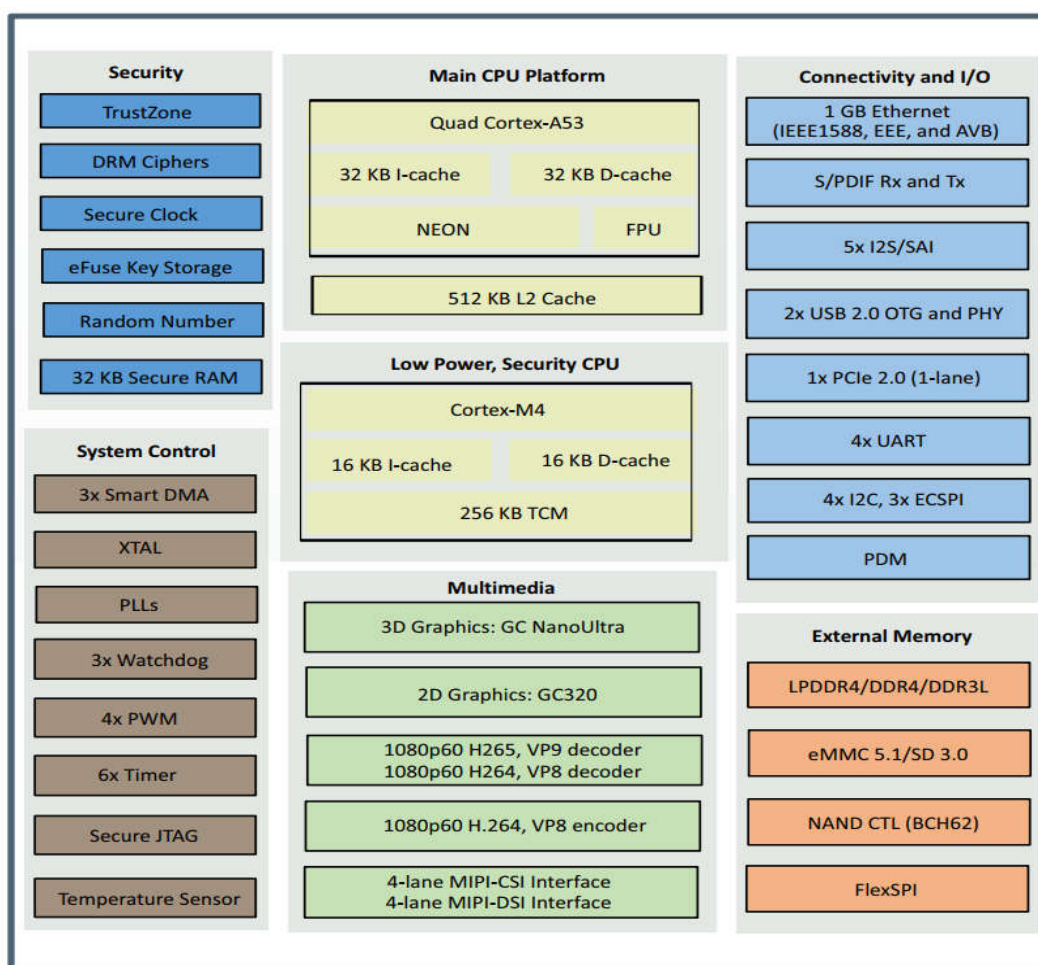 Security
TrustZone
DRM Ciphers
Secure Clock
eFuse Key Storage
Random Number
32 KB Secure RAM
System Control
3x Smart DMA
XTAL
PLLs
3x Watchdog
4x PWM
6x Timer
Secure JTAG
Temperature Sensor
Main CPU Platform
Quad Cortex-A53
32 KB I-cache
32 KB D-cache
NEON
FPU
512 KB L2 Cache
Low Power, Security CPU
Cortex-M4
16 KB I-cache
16 KB D-cache
256 KB TCM
Multimedia
3D Graphics: GC NanoUltra
2D Graphics: GC320
1080p60 H265, VP9 decoder
1080p60 H264, VP8 decoder
1080p60 H.264, VP8 encoder
4-lane MIPI-CSI Interface
4-lane MIPI-DSI Interface
Connectivity and I/O
1 GB Ethernet
(IEEE1588, EEE, and AVB)
S/PDIF Rx and Tx
5x I2S/SAI
2x USB 2.0 OTG and PHY
1x PCIe 2.0 (1-lane)
4x UART
4x I2C, 3x ECSPI
PDM
External Memory
LPDDR4/DDR4/DDR3L
eMMC 5.1/SD 3.0
NAND CTL (BCH62)
FlexSPI